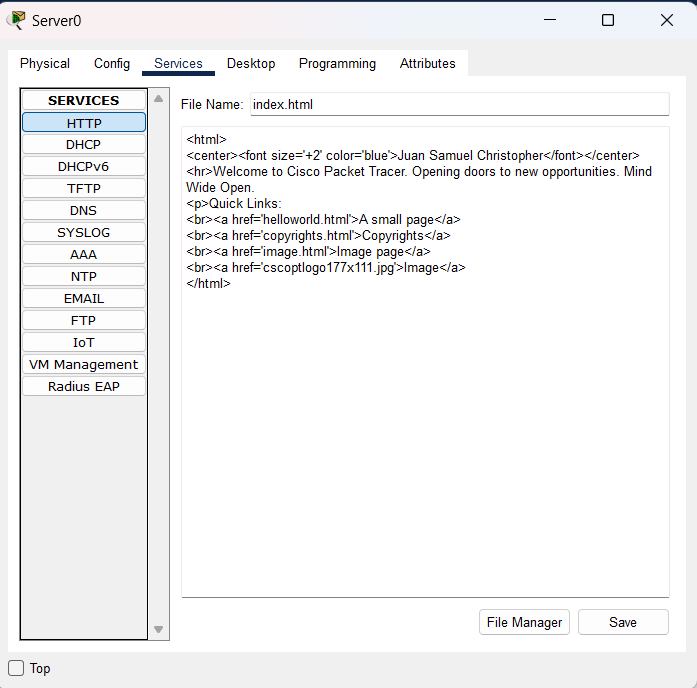 Server0
Physical Config Services Desktop Programming Attributes
SERVICES
HTTP
DHCP
DHCPv6
TFTP
DNS
SYSLOG
AAA
NTP
EMAIL
FTP
IoT
VM Management
Radius EAP
File Name: index.html
<html>
<center><font size='+2' color='blue'>Juan Samuel Christopher</font></center>
<hr>Welcome to Cisco Packet Tracer. Opening doors to new opportunities. Mind
Wide Open.
<p>Quick Links:
<br><a href='helloworld.html'>A small page</a>
<br><a href='copyrights.html'>Copyrights</a>
<br><a href='image.html'>Image page</a>
<br><a href='cscoptlogo177x111.jpg'>Image</a>
</html>
File Manager Save
Top